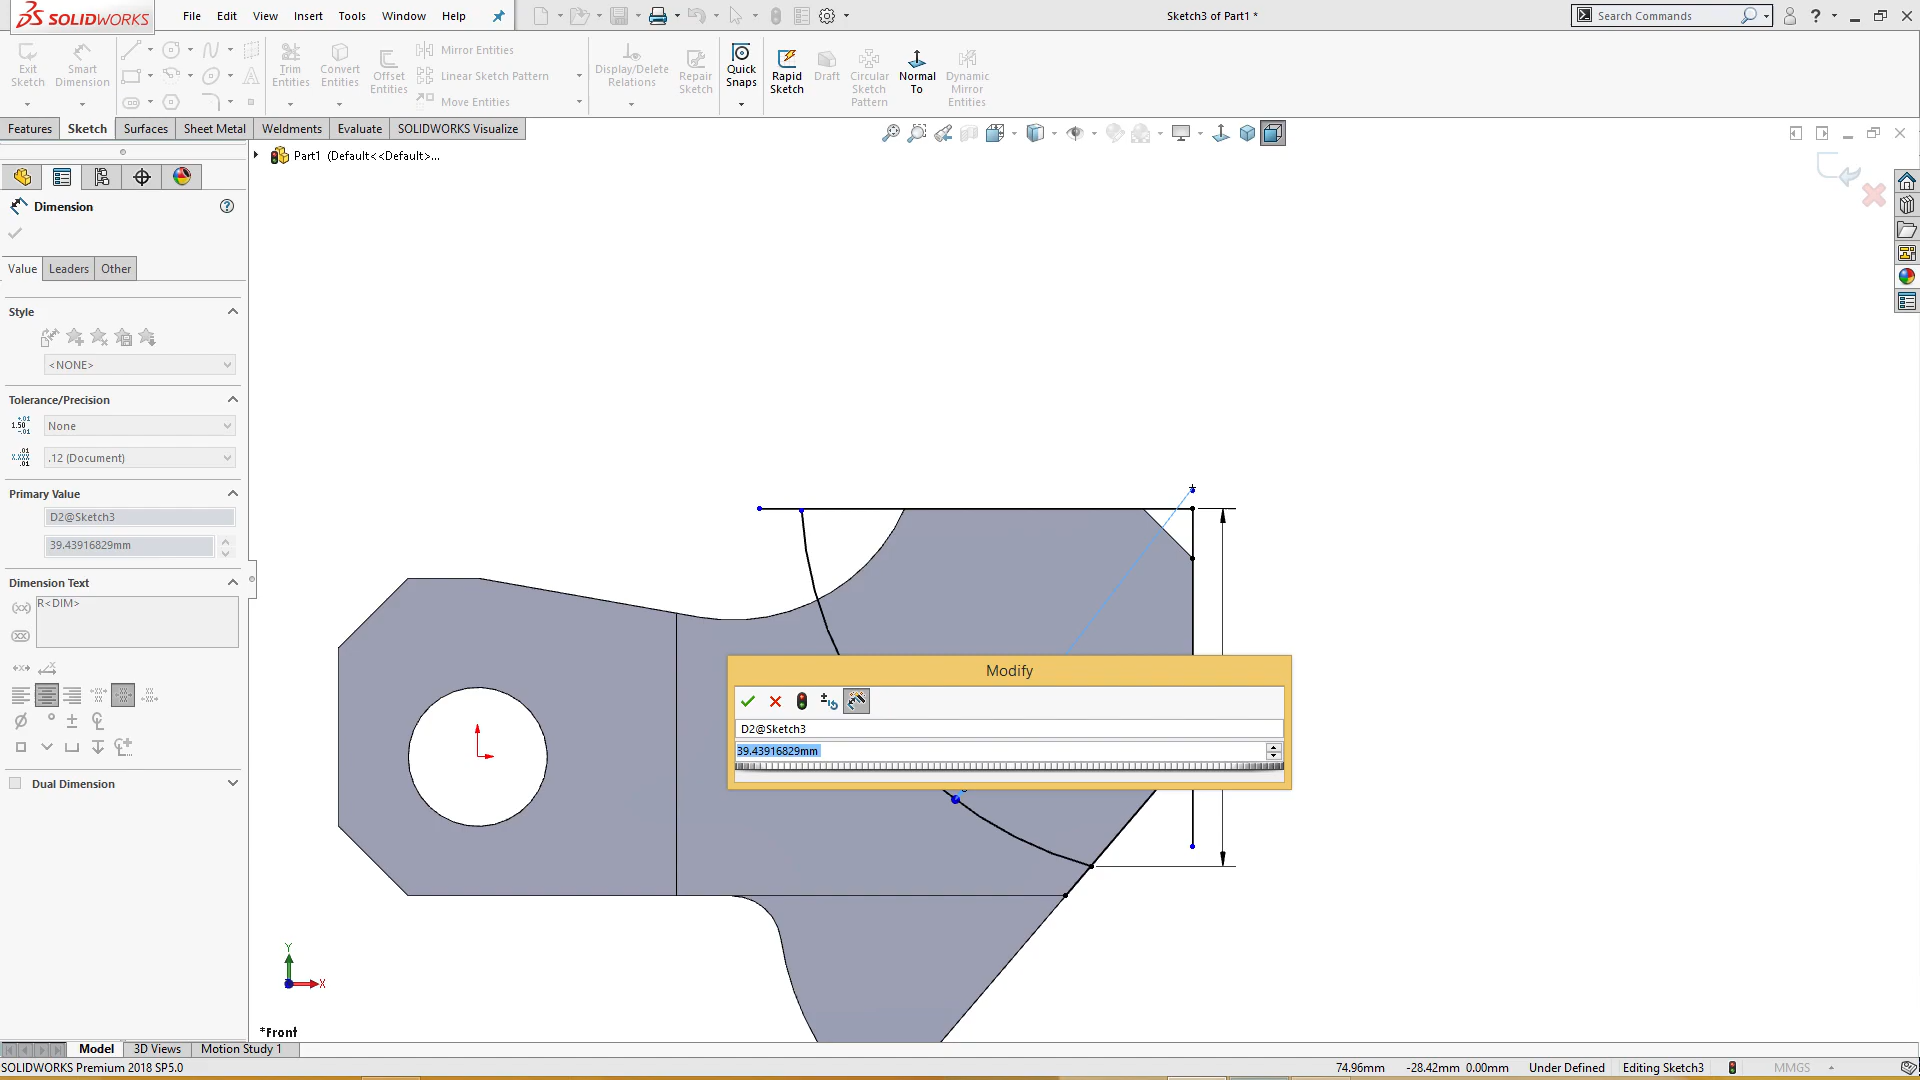 SOLIDWORKS
File Edit View Insert Tools Window Help
Sketch3 of Part1 *
Search Commands
Exit Sketch
Smart Dimension
Trim Entities
Convert Entities
Offset Entities
Mirror Entities
Linear Sketch Pattern
Move Entities
Display/Delete Relations
Repair Sketch
Quick Snaps
Rapid Sketch
Draft
Circular Sketch Pattern
Normal To
Dynamic Mirror Entities
Features Sketch Surfaces Sheet Metal Weldments Evaluate SOLIDWORKS Visualize
Part1 (Default<<Default>...
Dimension
Value Leaders Other
Style
<NONE>
Tolerance/Precision
None
.12 (Document)
Primary Value
D2@Sketch3
39.43916829mm
Dimension Text
R<DIM>
Dual Dimension
Modify
D2@Sketch3
39.43916829mm
Y
X
*Front
Model 3D Views Motion Study 1
SOLIDWORKS Premium 2018 SP5.0
74.96mm -28.42mm 0.00mm Under Defined Editing Sketch3 MMGS